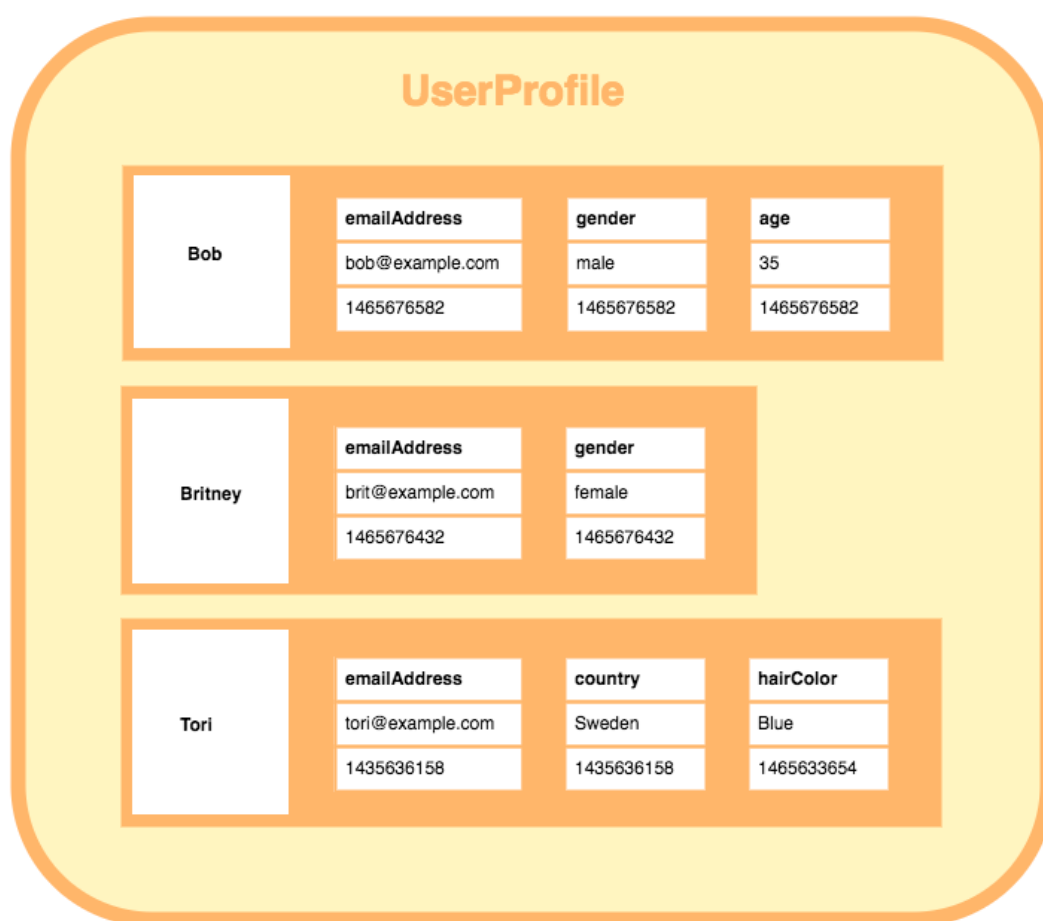 UserProfile
Bob
emailAddress gender age
bob@example.com male 35
1465676582 1465676582 1465676582
Britney
emailAddress gender
brit@example.com female
1465676432 1465676432
Tori
emailAddress country hairColor
tori@example.com Sweden Blue
1435636158 1435636158 1465633654